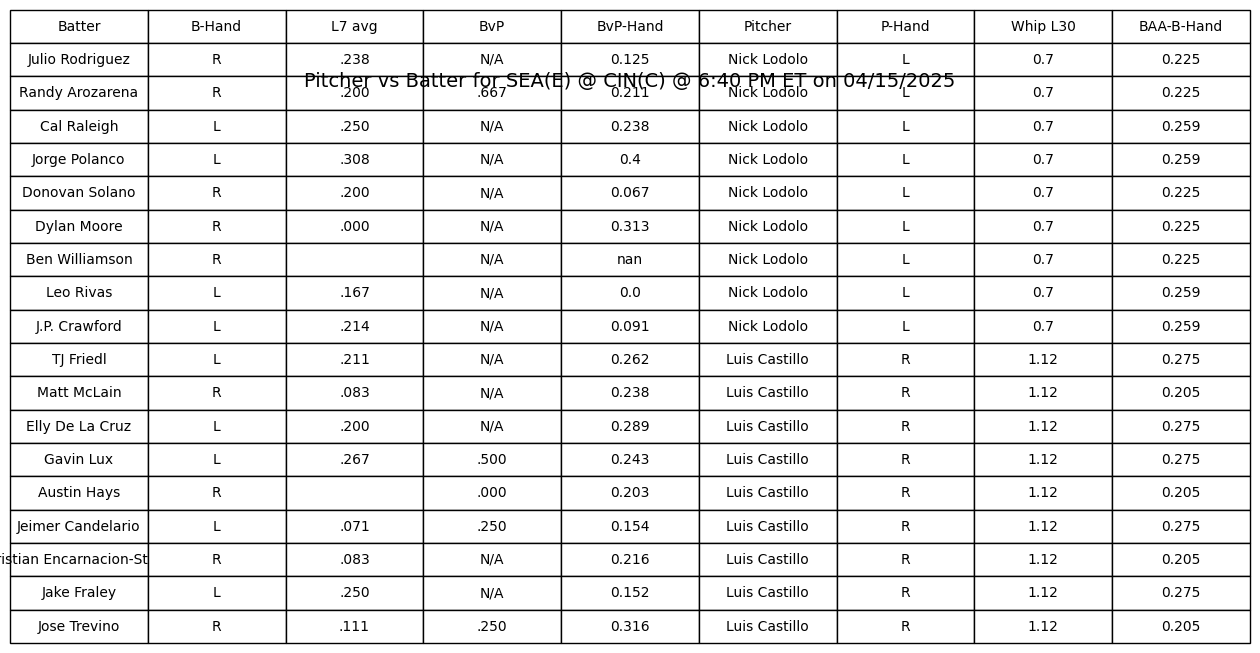 Batter B-Hand L7 avg BvP BvP-Hand Pitcher P-Hand Whip L30 BAA-B-Hand
Julio Rodriguez R .238 N/A 0.125 Nick Lodolo L 0.7 0.225
Pitcher vs Batter for SEA(E) @ CIN(C) @ 6:40 PM ET on 04/15/2025
Randy Arozarena R .200 .667 0.211 Nick Lodolo L 0.7 0.225
Cal Raleigh L .250 N/A 0.238 Nick Lodolo L 0.7 0.259
Jorge Polanco L .308 N/A 0.4 Nick Lodolo L 0.7 0.259
Donovan Solano R .200 N/A 0.067 Nick Lodolo L 0.7 0.225
Dylan Moore R .000 N/A 0.313 Nick Lodolo L 0.7 0.225
Ben Williamson R N/A nan Nick Lodolo L 0.7 0.225
Leo Rivas L .167 N/A 0.0 Nick Lodolo L 0.7 0.259
J.P. Crawford L .214 N/A 0.091 Nick Lodolo L 0.7 0.259
TJ Friedl L .211 N/A 0.262 Luis Castillo R 1.12 0.275
Matt McLain R .083 N/A 0.238 Luis Castillo R 1.12 0.205
Elly De La Cruz L .200 N/A 0.289 Luis Castillo R 1.12 0.275
Gavin Lux L .267 .500 0.243 Luis Castillo R 1.12 0.275
Austin Hays R .000 0.203 Luis Castillo R 1.12 0.205
Jeimer Candelario L .071 .250 0.154 Luis Castillo R 1.12 0.275
ristian Encarnacion-St R .083 N/A 0.216 Luis Castillo R 1.12 0.205
Jake Fraley L .250 N/A 0.152 Luis Castillo R 1.12 0.275
Jose Trevino R .111 .250 0.316 Luis Castillo R 1.12 0.205